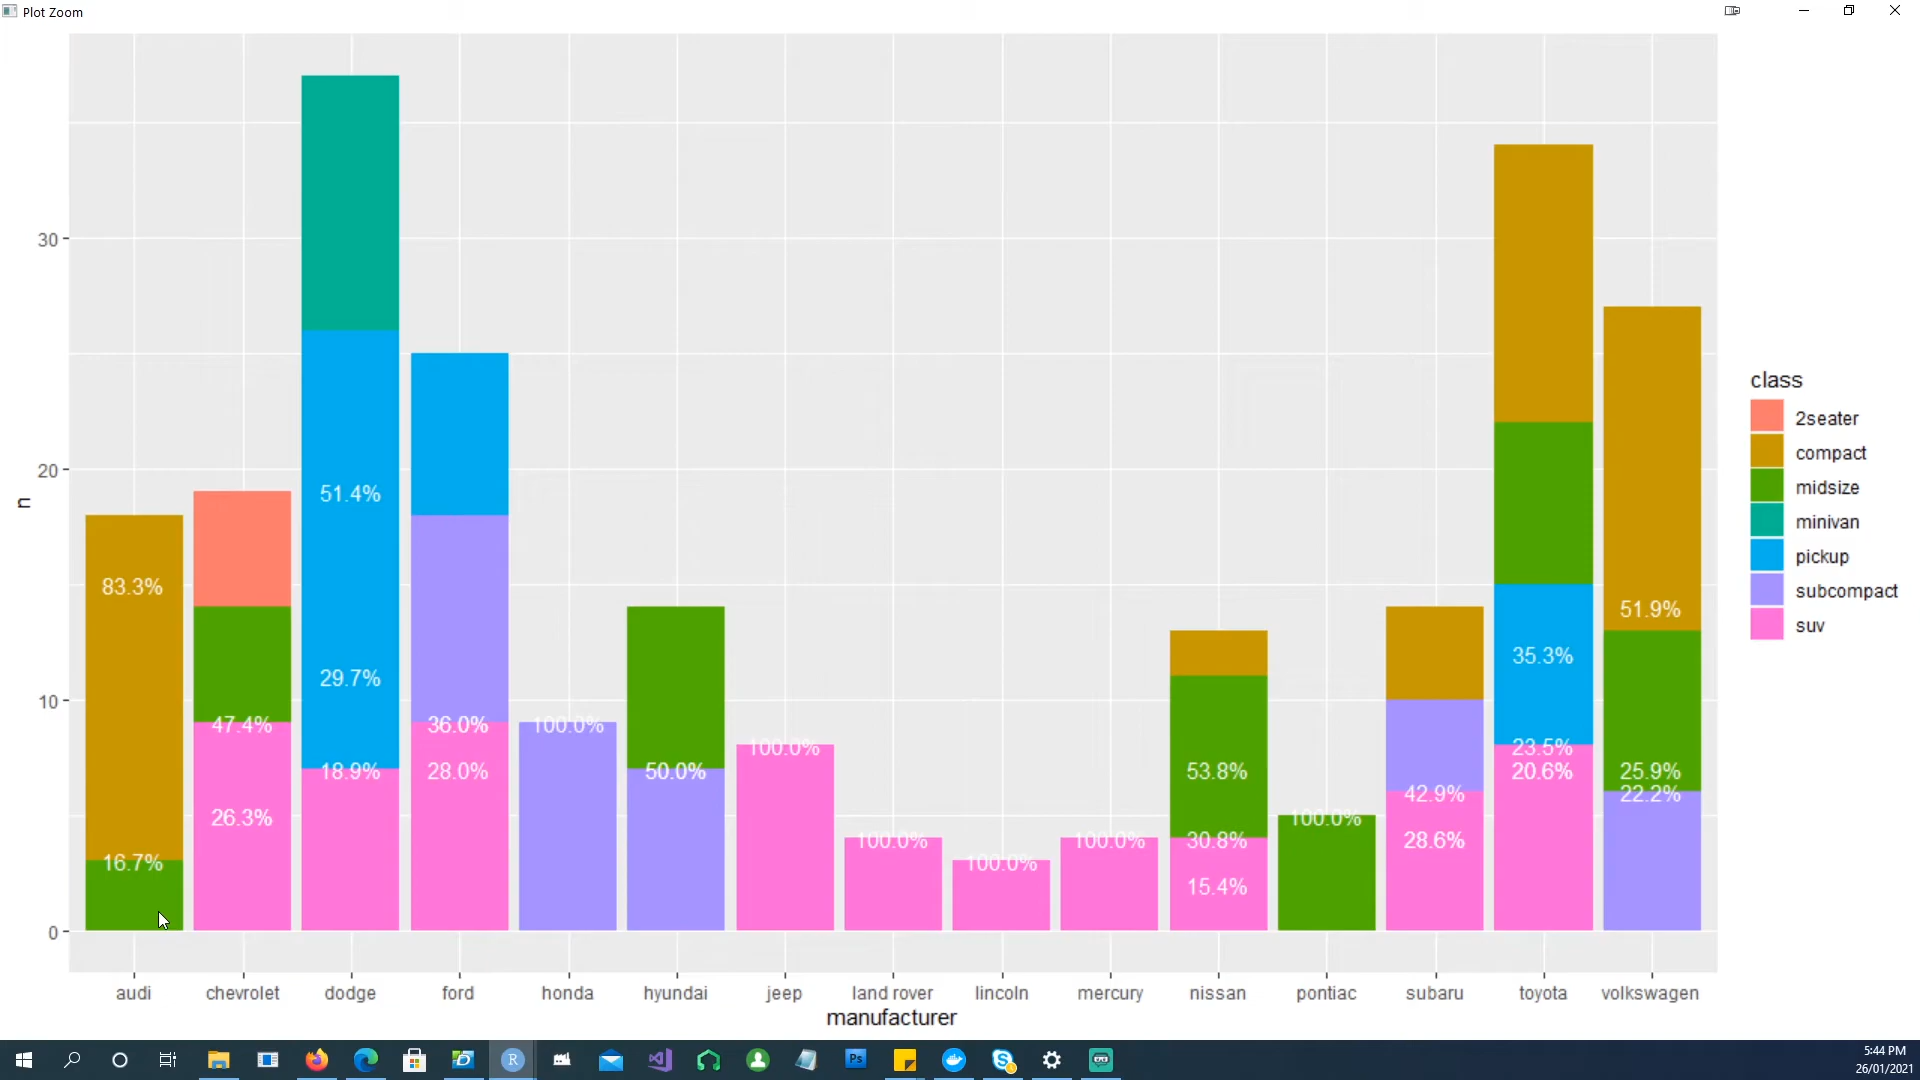 Plot Zoom
30
20
10
0
n
83.3%
16.7%
47.4%
26.3%
51.4%
29.7%
18.9%
36.0%
28.0%
100.0%
50.0%
100.0%
100.0%
100.0%
100.0%
53.8%
30.8%
15.4%
100.0%
42.9%
28.6%
35.3%
23.5%
20.6%
51.9%
25.9%
22.2%
audi chevrolet dodge ford honda hyundai jeep land rover lincoln mercury nissan pontiac subaru toyota volkswagen
manufacturer
class
2seater
compact
midsize
minivan
pickup
subcompact
suv
R
Ps
5:44 PM
26/01/2021